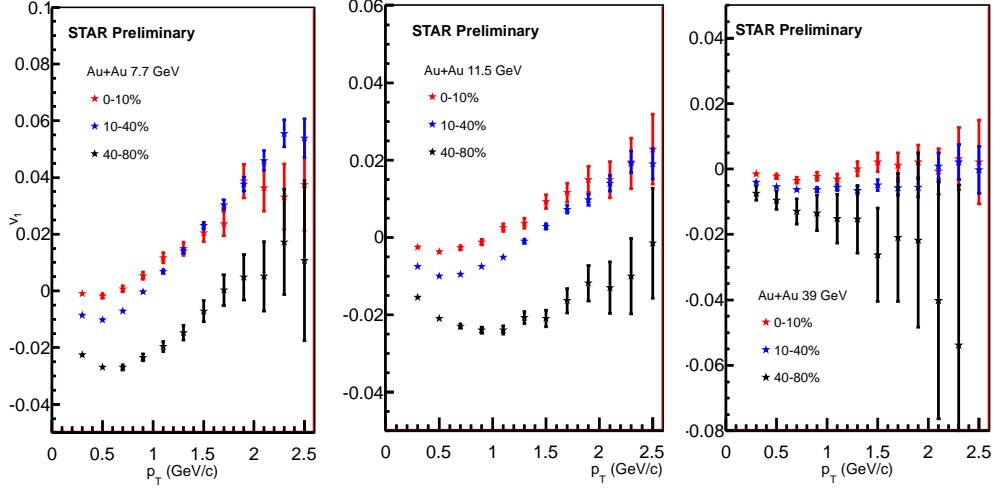 0.1
0.08
0.06
0.04
0.02
0
-0.02
-0.04
v1
STAR Preliminary
Au+Au 7.7 GeV
0-10%
10-40%
40-80%
0 0.5 1 1.5 2 2.5
p_T (GeV/c)
0.06
0.04
0.02
0
-0.02
-0.04
STAR Preliminary
Au+Au 11.5 GeV
0-10%
10-40%
40-80%
0 0.5 1 1.5 2 2.5
p_T (GeV/c)
0.04
0.02
0
-0.02
-0.04
-0.06
-0.08
STAR Preliminary
Au+Au 39 GeV
0-10%
10-40%
40-80%
0 0.5 1 1.5 2 2.5
p_T (GeV/c)